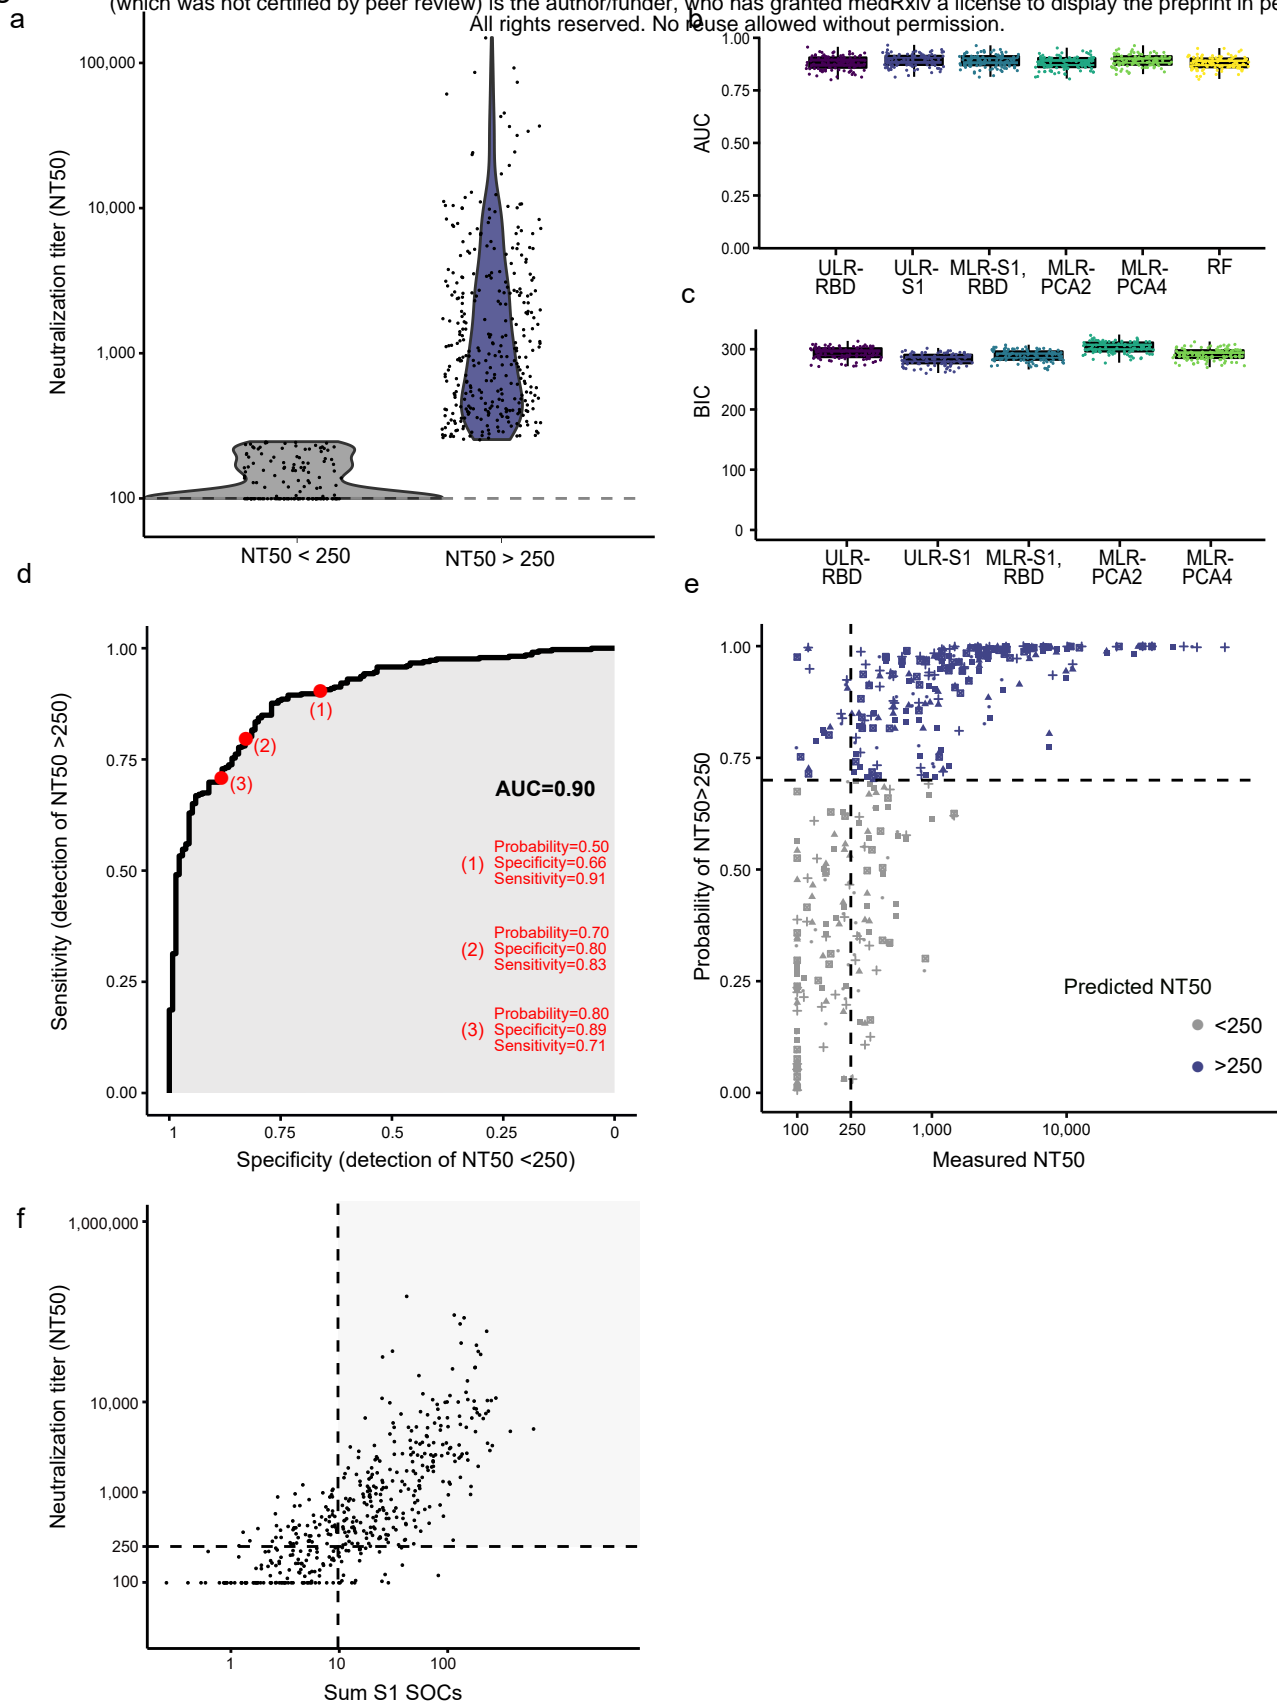 (which was not certified by peer review) is the author/funder, who has granted medRxiv a license to display the preprint in pe
All rights reserved. No reuse allowed without permission.
a
Neutralization titer (NT50)
100,000
10,000
1,000
100
NT50 < 250
NT50 > 250
b
AUC
1.00
0.75
0.50
0.25
0.00
ULR-
RBD
ULR-
S1
MLR-S1,
RBD
MLR-
PCA2
MLR-
PCA4
RF
c
BIC
300
200
100
0
ULR-
RBD
ULR-S1
MLR-S1,
RBD
MLR-
PCA2
MLR-
PCA4
d
Sensitivity (detection of NT50 >250)
1.00
0.75
0.50
0.25
0.00
(1)
(2)
(3)
AUC=0.90
(1)
Probability=0.50
Specificity=0.66
Sensitivity=0.91
(2)
Probability=0.70
Specificity=0.80
Sensitivity=0.83
(3)
Probability=0.80
Specificity=0.89
Sensitivity=0.71
1
0.75
0.5
0.25
0
Specificity (detection of NT50 <250)
e
Probability of NT50>250
1.00
0.75
0.50
0.25
0.00
Predicted NT50
<250
>250
100
250
1,000
10,000
Measured NT50
f
Neutralization titer (NT50)
1,000,000
10,000
1,000
250
100
1
10
100
Sum S1 SOCs